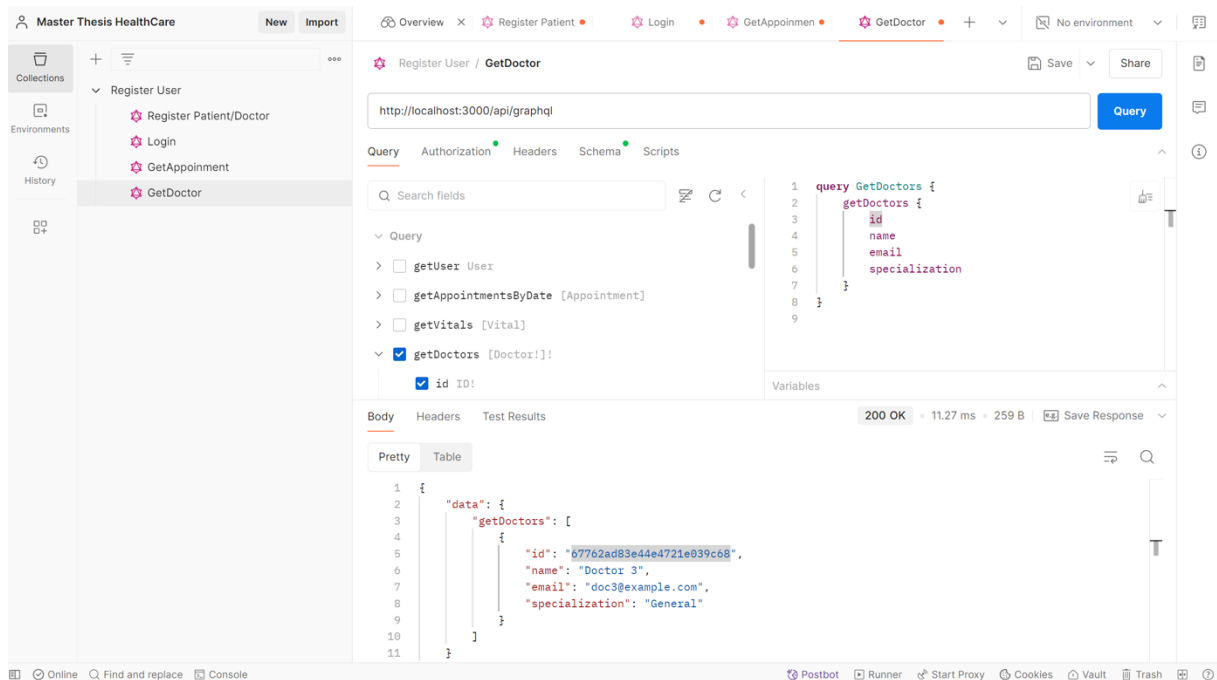 Master Thesis HealthCare New Import
Overview Register Patient Login GetAppoinmen GetDoctor No environment
Collections
Environments
History
Register User
Register Patient/Doctor
Login
GetAppoinment
GetDoctor
Register User / GetDoctor Save Share
http://localhost:3000/api/graphql Query
Query Authorization Headers Schema Scripts
Search fields
Query
getUser User
getAppointmentsByDate [Appointment]
getVitals [Vital]
getDoctors [Doctor!]!
id ID!
1 query GetDoctors {
2 getDoctors {
3 id
4 name
5 email
6 specialization
7 }
8 }
9
Variables
Body Headers Test Results 200 OK 11.27 ms 259 B e.g. Save Response
Pretty Table
1 {
2 "data": {
3 "getDoctors": [
4 {
5 "id": "67762ad83e44e4721e039c68",
6 "name": "Doctor 3",
7 "email": "doc3@example.com",
8 "specialization": "General"
9 }
10 ]
11 }
Online Find and replace Console Postbot Runner Start Proxy Cookies Vault Trash